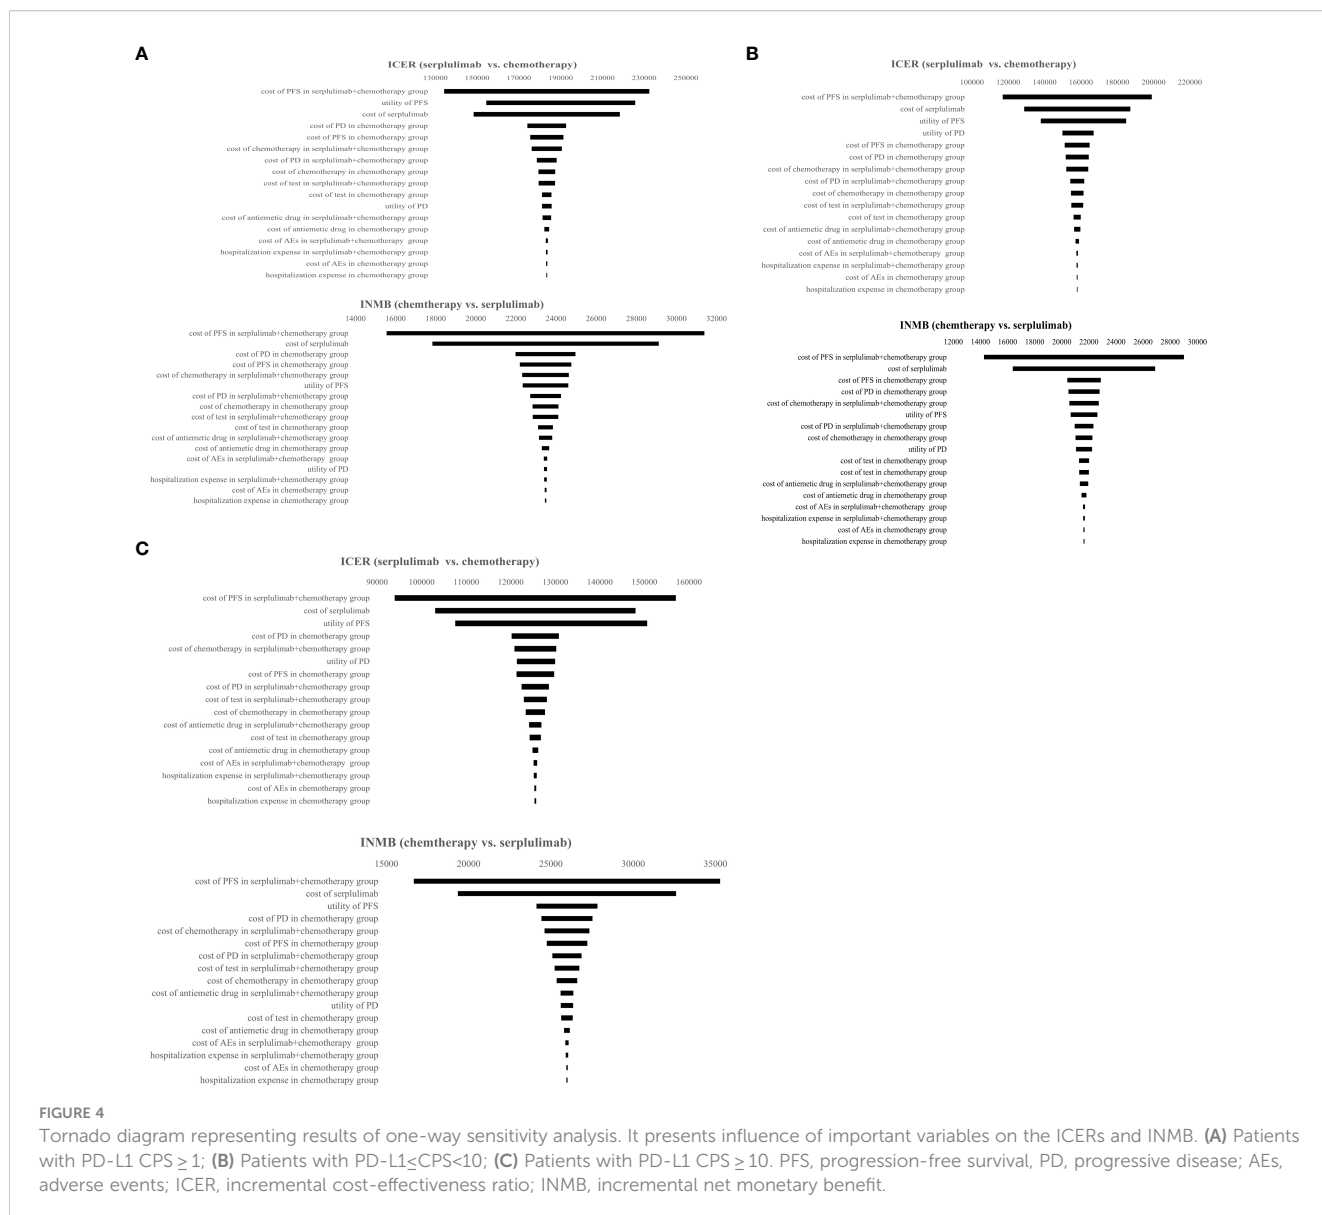 A
ICER (serplulimab vs. chemotherapy)
130000 150000 170000 190000 210000 230000 250000
cost of PFS in serplulimab+chemotherapy group
utility of PFS
cost of serplulimab
cost of PD in chemotherapy group
cost of PFS in chemotherapy group
cost of chemotherapy in serplulimab+chemotherapy group
cost of PD in serplulimab+chemotherapy group
cost of chemotherapy in chemotherapy group
cost of test in serplulimab+chemotherapy group
cost of test in chemotherapy group
utility of PD
cost of antiemetic drug in serplulimab+chemotherapy group
cost of antiemetic drug in chemotherapy group
cost of AEs in serplulimab+chemotherapy group
hospitalization expense in serplulimab+chemotherapy group
cost of AEs in chemotherapy group
hospitalization expense in chemotherapy group
INMB (chemtherapy vs. serplulimab)
14000 16000 18000 20000 22000 24000 26000 28000 30000 32000
cost of PFS in serplulimab+chemotherapy group
cost of serplulimab
cost of PD in chemotherapy group
cost of PFS in chemotherapy group
cost of chemotherapy in serplulimab+chemotherapy group
utility of PFS
cost of PD in serplulimab+chemotherapy group
cost of chemotherapy in chemotherapy group
cost of test in serplulimab+chemotherapy group
cost of test in chemotherapy group
cost of antiemetic drug in serplulimab+chemotherapy group
cost of antiemetic drug in chemotherapy group
cost of AEs in serplulimab+chemotherapy group
utility of PD
hospitalization expense in serplulimab+chemotherapy group
cost of AEs in chemotherapy group
hospitalization expense in chemotherapy group
B
ICER (serplulimab vs. chemotherapy)
100000 120000 140000 160000 180000 200000 220000
cost of PFS in serplulimab+chemotherapy group
cost of serplulimab
utility of PFS
utility of PD
cost of PFS in chemotherapy group
cost of PD in chemotherapy group
cost of chemotherapy in serplulimab+chemotherapy group
cost of PD in serplulimab+chemotherapy group
cost of chemotherapy in chemotherapy group
cost of test in serplulimab+chemotherapy group
cost of test in chemotherapy group
cost of antiemetic drug in serplulimab+chemotherapy group
cost of antiemetic drug in chemotherapy group
cost of AEs in serplulimab+chemotherapy group
hospitalization expense in serplulimab+chemotherapy group
cost of AEs in chemotherapy group
hospitalization expense in chemotherapy group
INMB (chemtherapy vs. serplulimab)
12000 14000 16000 18000 20000 22000 24000 26000 28000 30000
cost of PFS in serplulimab+chemotherapy group
cost of serplulimab
cost of PFS in chemotherapy group
cost of PD in chemotherapy group
cost of chemotherapy in serplulimab+chemotherapy group
utility of PFS
cost of PD in serplulimab+chemotherapy group
cost of chemotherapy in chemotherapy group
utility of PD
cost of test in chemotherapy group
cost of test in chemotherapy group
cost of antiemetic drug in serplulimab+chemotherapy group
cost of antiemetic drug in chemotherapy group
cost of AEs in serplulimab+chemotherapy group
hospitalization expense in serplulimab+chemotherapy group
cost of AEs in chemotherapy group
hospitalization expense in chemotherapy group
C
ICER (serplulimab vs. chemotherapy)
90000 100000 110000 120000 130000 140000 150000 160000
cost of PFS in serplulimab+chemotherapy group
cost of serplulimab
utility of PFS
cost of PD in chemotherapy group
cost of chemotherapy in serplulimab+chemotherapy group
utility of PD
cost of PFS in chemotherapy group
cost of PD in serplulimab+chemotherapy group
cost of test in serplulimab+chemotherapy group
cost of chemotherapy in chemotherapy group
cost of antiemetic drug in serplulimab+chemotherapy group
cost of test in chemotherapy group
cost of antiemetic drug in chemotherapy group
cost of AEs in serplulimab+chemotherapy group
hospitalization expense in serplulimab+chemotherapy group
cost of AEs in chemotherapy group
hospitalization expense in chemotherapy group
INMB (chemtherapy vs. serplulimab)
15000 20000 25000 30000 35000
cost of PFS in serplulimab+chemotherapy group
cost of serplulimab
utility of PFS
cost of PD in chemotherapy group
cost of chemotherapy in serplulimab+chemotherapy group
cost of PFS in chemotherapy group
cost of PD in serplulimab+chemotherapy group
cost of test in serplulimab+chemotherapy group
cost of chemotherapy in chemotherapy group
cost of antiemetic drug in serplulimab+chemotherapy group
utility of PD
cost of test in chemotherapy group
cost of antiemetic drug in chemotherapy group
cost of AEs in serplulimab+chemotherapy group
hospitalization expense in serplulimab+chemotherapy group
cost of AEs in chemotherapy group
hospitalization expense in chemotherapy group
FIGURE 4
Tornado diagram representing results of one-way sensitivity analysis. It presents influence of important variables on the ICERs and INMB. (A) Patients
with PD-L1 CPS ≥ 1; (B) Patients with PD-L1≤CPS<10; (C) Patients with PD-L1 CPS ≥ 10. PFS, progression-free survival, PD, progressive disease; AEs,
adverse events; ICER, incremental cost-effectiveness ratio; INMB, incremental net monetary benefit.